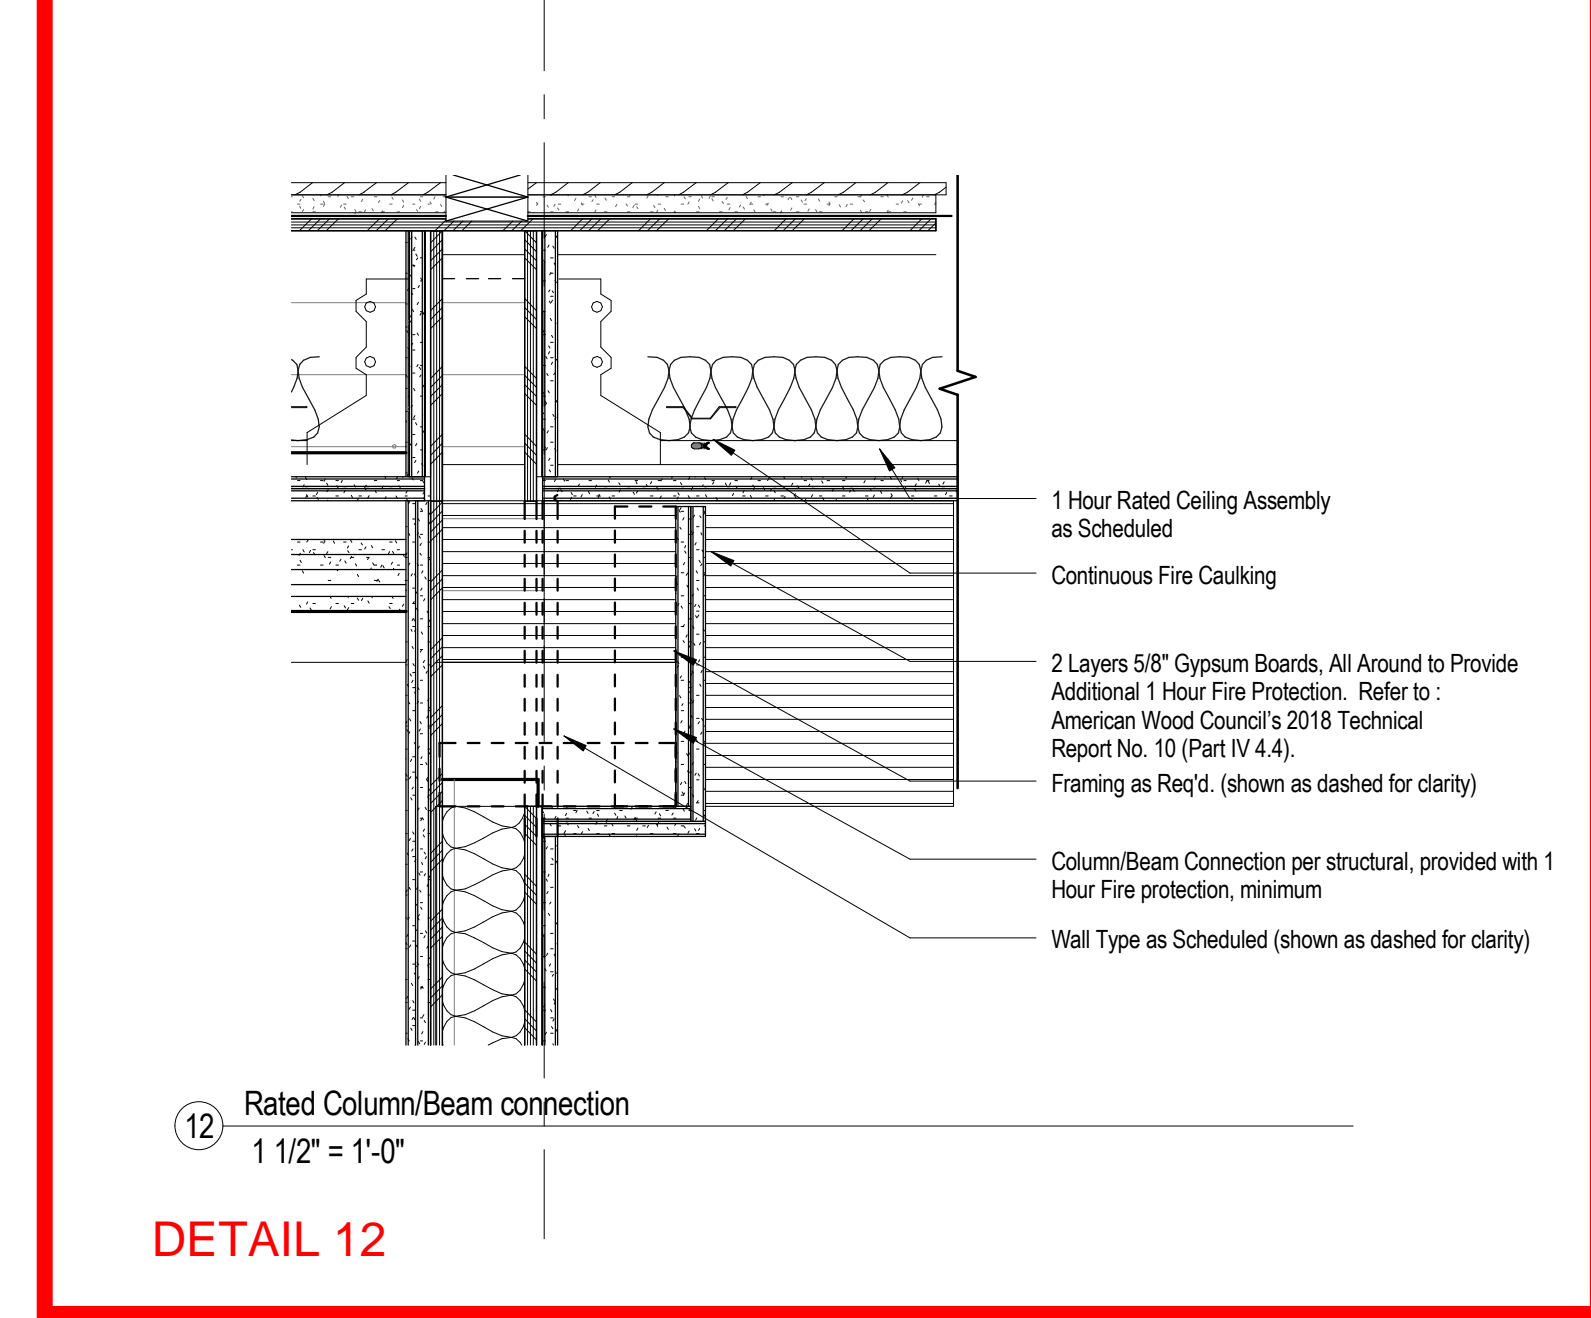 1 Hour Rated Ceiling Assembly
as Scheduled
Continuous Fire Caulking
2 Layers 5/8" Gypsum Boards, All Around to Provide
Additional 1 Hour Fire Protection.  Refer to :
American Wood Council’s 2018 Technical
Report No. 10 (Part IV 4.4).
Framing as Req'd. (shown as dashed for clarity)
Column/Beam Connection per structural, provided with 1
Hour Fire protection, minimum
Wall Type as Scheduled (shown as dashed for clarity)
12
Rated Column/Beam connection
1 1/2" = 1'-0"
DETAIL 12